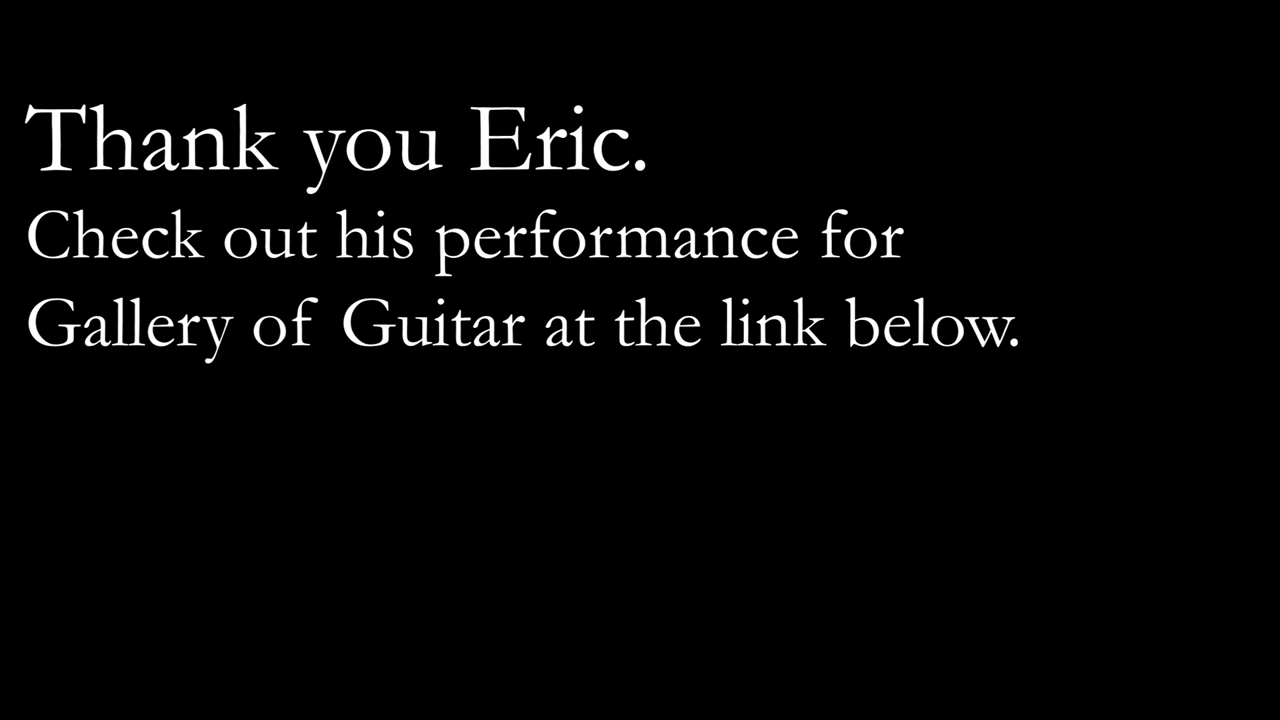 Thank you Eric.
Check out his performance for
Gallery of Guitar at the link below.